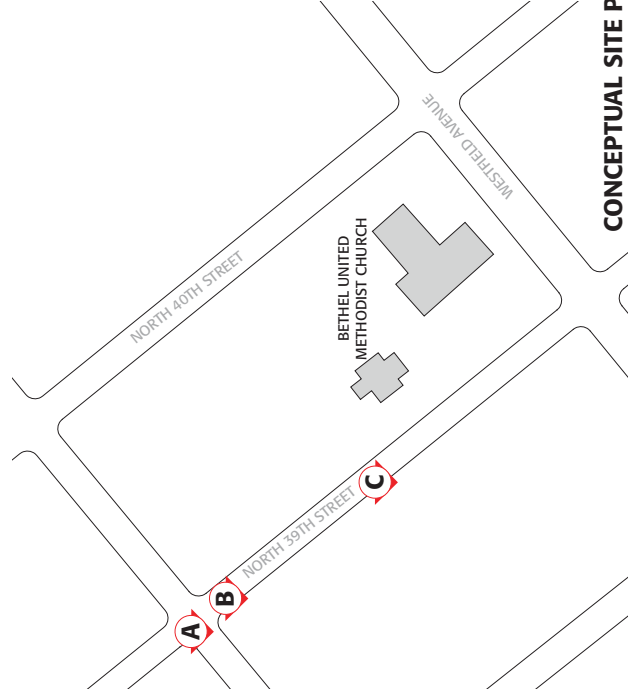 NORTH 40TH STREET
WESTFIELD AVENUE
BETHEL UNITED
METHODIST CHURCH
NORTH 39TH STREET
A
B
C
CONCEPTUAL SITE P